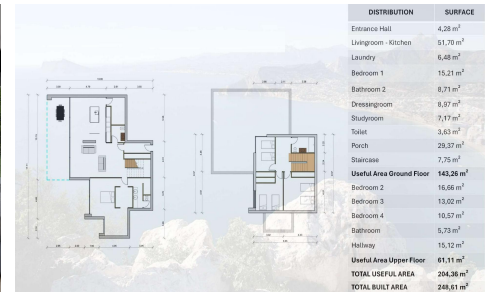 DISTRIBUTION SURFACE
Entrance Hall 4,28 m²
Livingroom - Kitchen 51,70 m²
Laundry 6,48 m²
Bedroom 1 15,21 m²
Bathroom 2 8,71 m²
Dressingroom 8,97 m²
Studyroom 7,17 m²
Toilet 3,63 m²
Porch 29,37 m²
Staircase 7,75 m²
Useful Area Ground Floor 143,26 m²
Bedroom 2 16,66 m²
Bedroom 3 13,02 m²
Bedroom 4 10,57 m²
Bathroom 5,73 m²
Hallway 15,12 m²
Useful Area Upper Floor 61,11 m²
TOTAL USEFUL AREA 204,36 m²
TOTAL BUILT AREA 248,61 m²